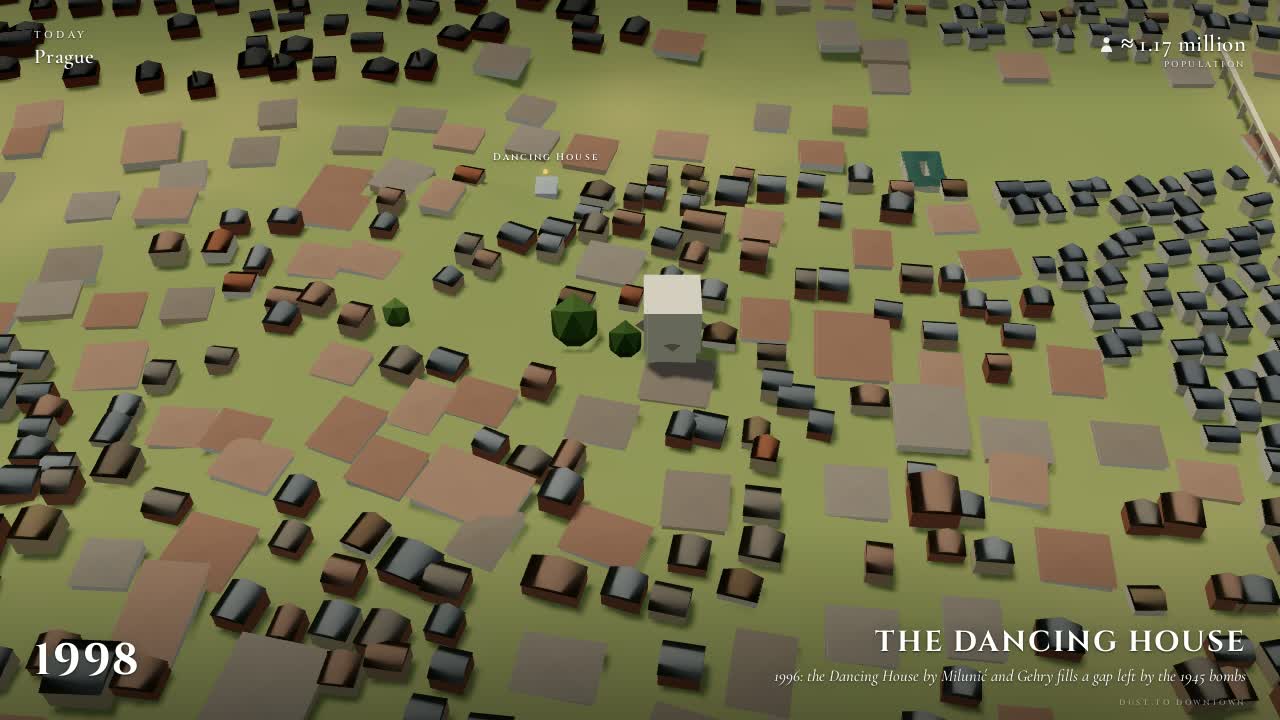 TODAY
Prague
≈ 1.17 million
POPULATION
DANCING HOUSE
1998
THE DANCING HOUSE
1996: the Dancing House by Milunić and Gehry fills a gap left by the 1945 bombs
DUST TO DOWNTOWN